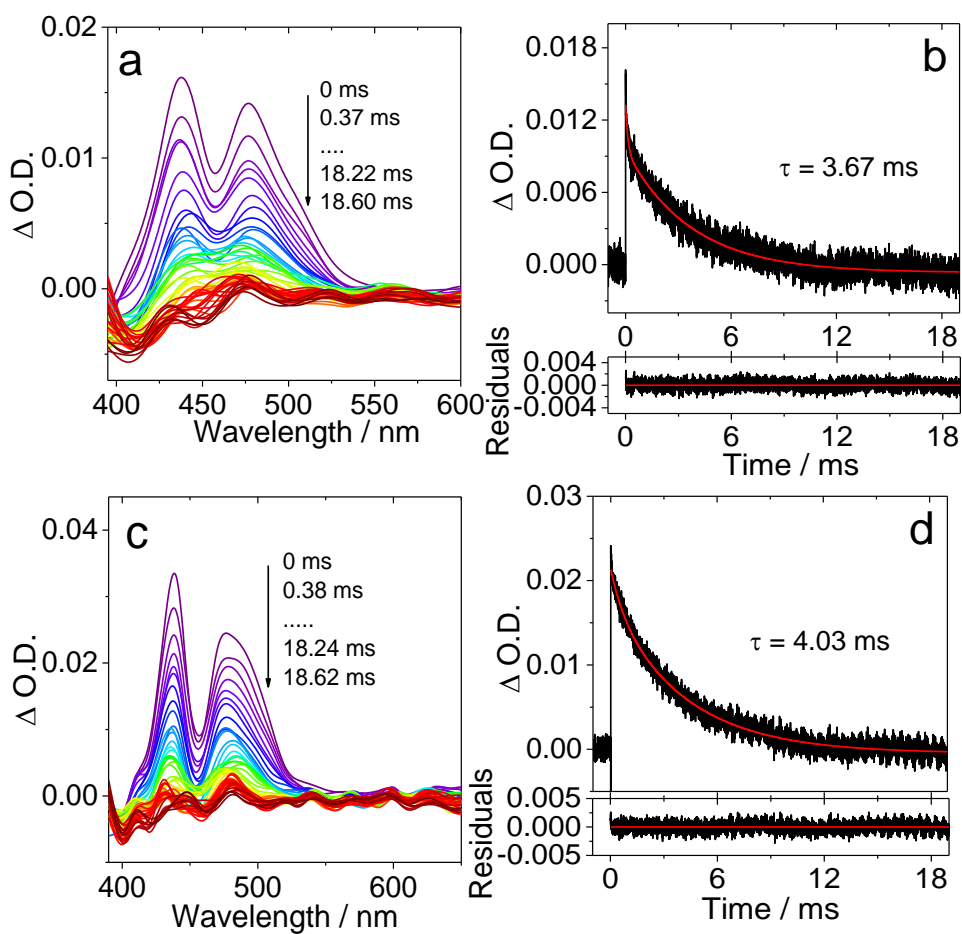 a
0 ms
0.37 ms
....
18.22 ms
18.60 ms
0.02
0.01
0.00
Δ O.D.
400 450 500 550 600
Wavelength / nm
b
τ = 3.67 ms
0.018
0.012
0.006
0.000
Δ O.D.
0 6 12 18
0.004
0.000
-0.004
Residuals
0 6 12 18
Time / ms
c
0 ms
0.38 ms
.....
18.24 ms
18.62 ms
0.04
0.02
0.00
Δ O.D.
400 450 500 550 600
Wavelength / nm
d
τ = 4.03 ms
0.03
0.02
0.01
0.00
Δ O.D.
0.005
0.000
-0.005
Residuals
0 6 12 18
Time / ms